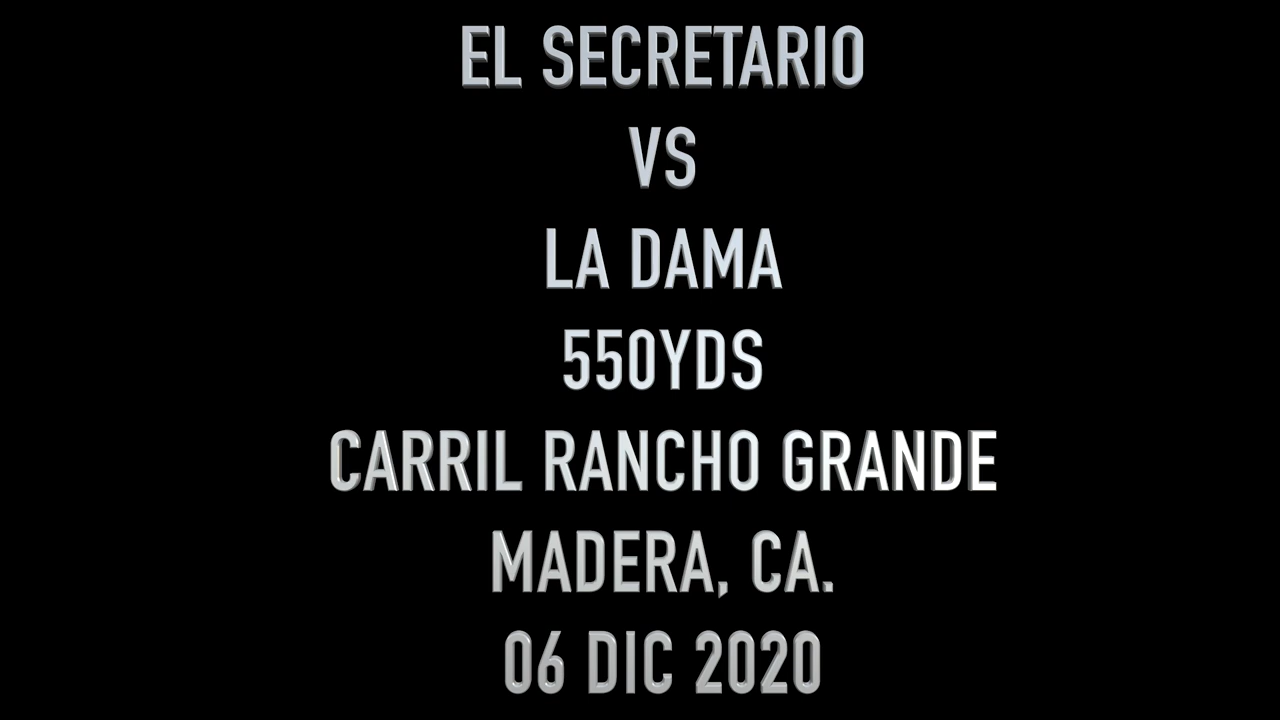 EL SECRETARIO
VS
LA DAMA
550YDS
CARRIL RANCHO GRANDE
MADERA, CA.
06 DIC 2020